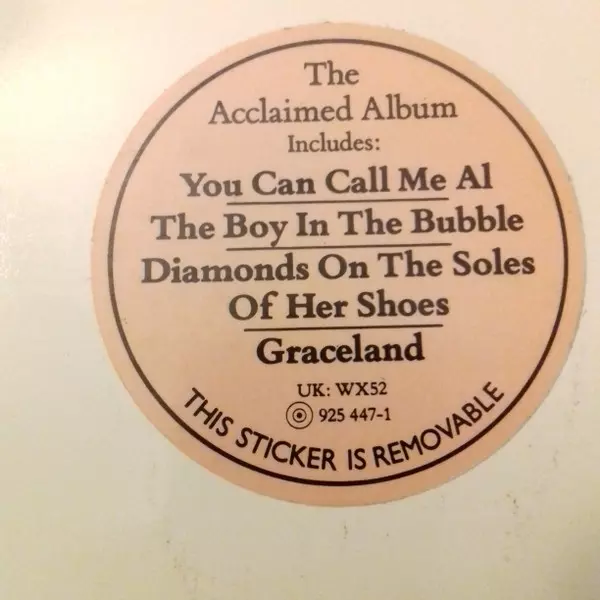 The
Acclaimed Album
Includes:
You Can Call Me Al
The Boy In The Bubble
Diamonds On The Soles
Of Her Shoes
Graceland
UK: WX52
925 447-1
THIS STICKER IS REMOVABLE